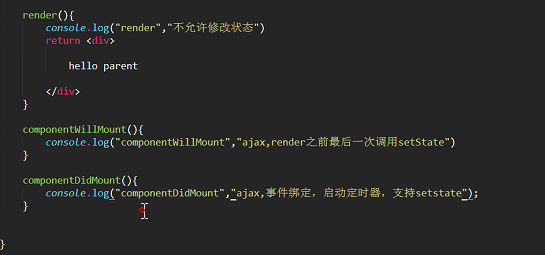 render(){
console.log("render","不允许修改状态")
return <div>
hello parent
</div>
}
componentWillMount(){
console.log("componentWillMount","ajax,render之前最后一次调用setState")
}
componentDidMount(){
console.log("componentDidMount","ajax,事件绑定，启动定时器，支持setstate");
}
}